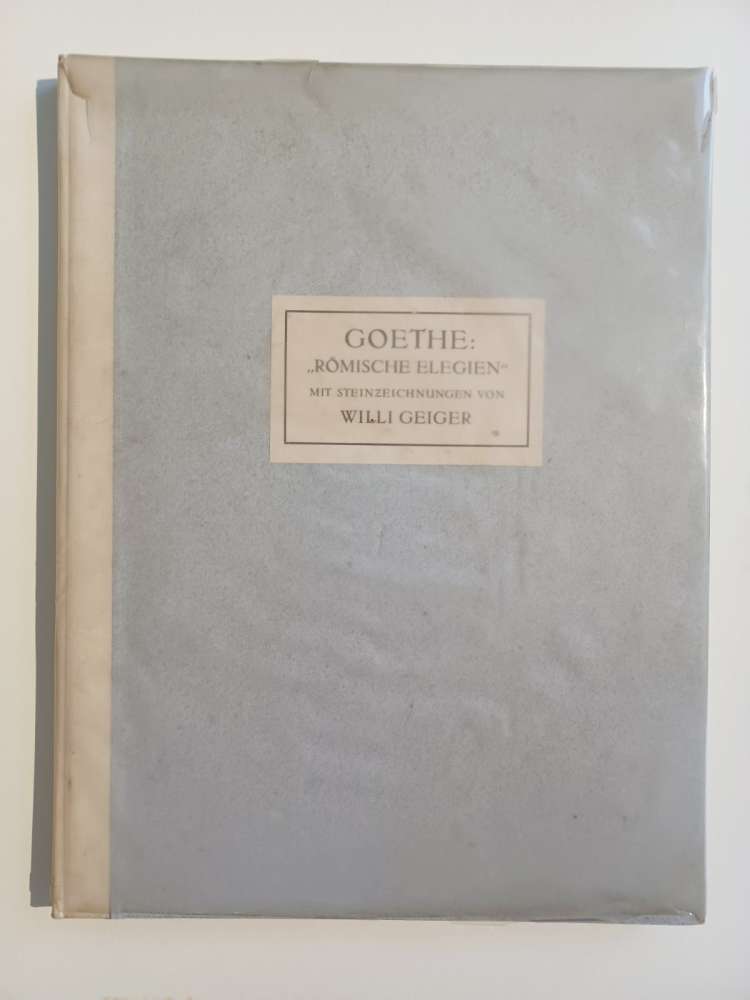 GOETHE:
„RÖMISCHE ELEGIEN“
MIT STEINZEICHNUNGEN VON
WILLI GEIGER